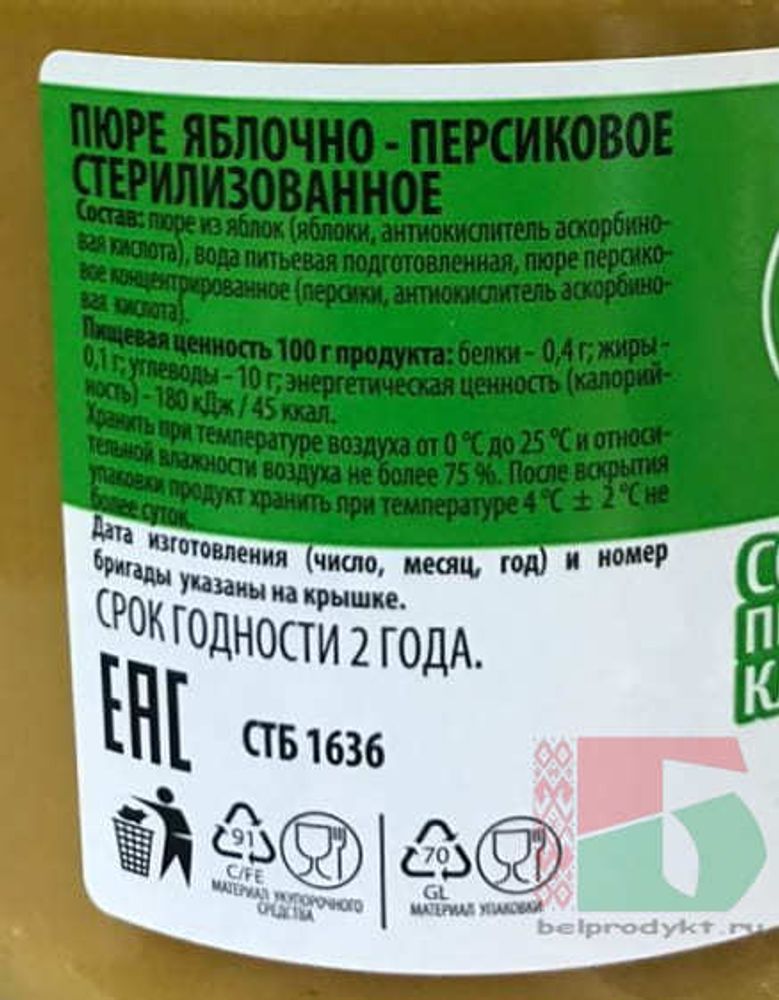 ПЮРЕ ЯБЛОЧНО - ПЕРСИКОВОЕ
СТЕРИЛИЗОВАННОЕ
Состав: пюре из яблок (яблоки, антиокислитель аскорбино-
вая кислота), вода питьевая подготовленная, пюре персико-
вое концентрированное (персики, антиокислитель аскорбино-
вая кислота).
Пищевая ценность 100 г продукта: белки - 0,4 г; жиры -
0,1 г; углеводы - 10 г; энергетическая ценность (калорий-
ность) - 180 кДж / 45 ккал.
Хранить при температуре воздуха от 0 °С до 25 °С и относи-
тельной влажности воздуха не более 75 %. После вскрытия
упаковки продукт хранить при температуре 4 °С ± 2 °С не
более суток.
Дата изготовления (число, месяц, год) и номер
бригады указаны на крышке.
СРОК ГОДНОСТИ 2 ГОДА.
ЕАС
СТБ 1636
91
C/FE
МАТЕРИАЛ УКУПОРОЧНОГО
СРЕДСТВА
70
GL
МАТЕРИАЛ УПАКОВКИ
belprodykt.ru